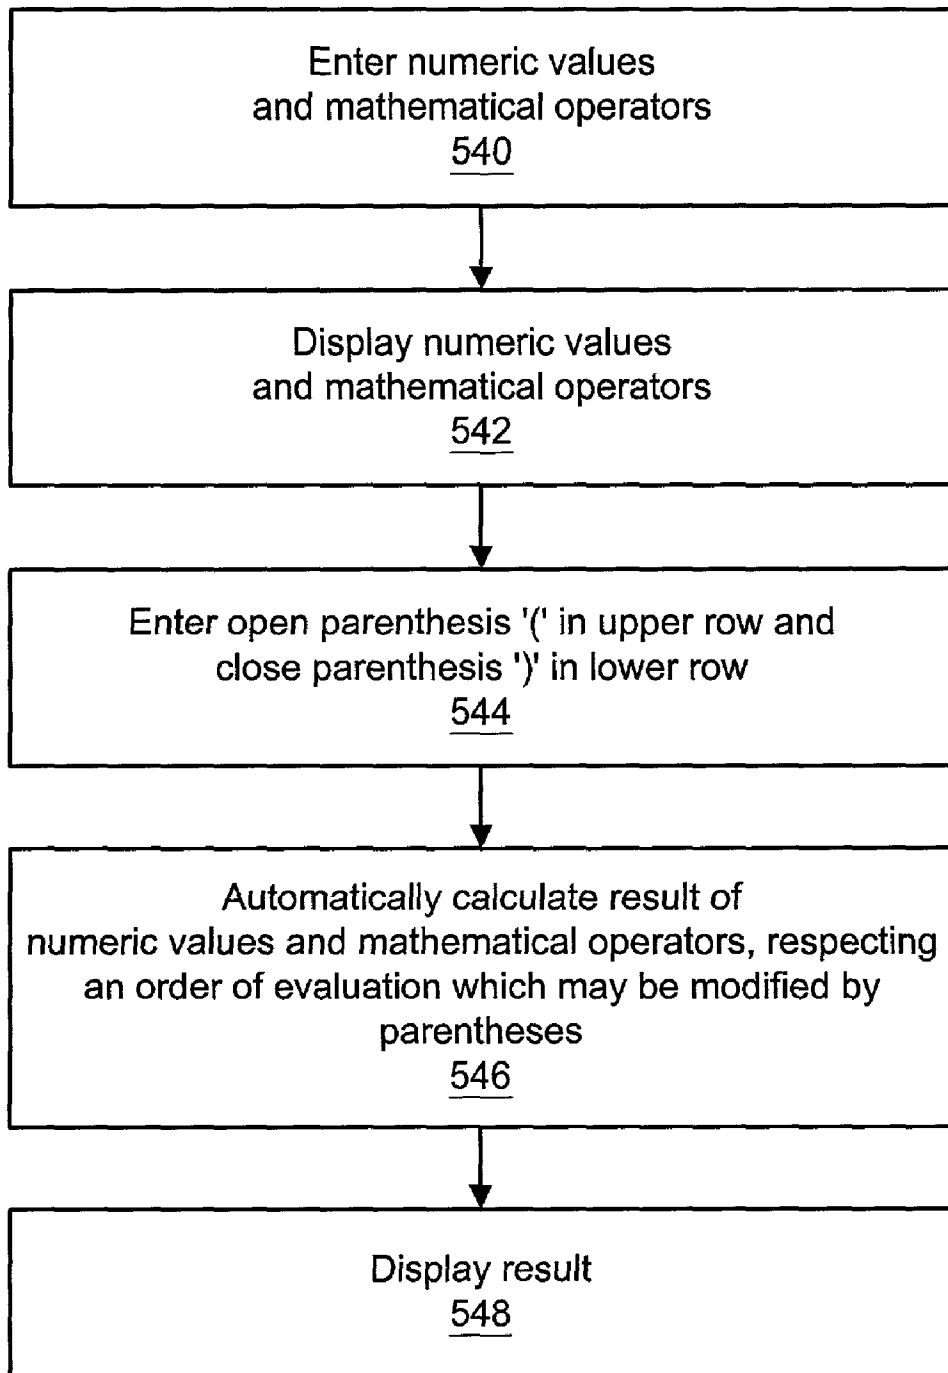 Enter numeric values
and mathematical operators
540
Display numeric values
and mathematical operators
542
Enter open parenthesis '(' in upper row and
close parenthesis ')' in lower row
544
Automatically calculate result of
numeric values and mathematical operators, respecting
an order of evaluation which may be modified by
parentheses
546
Display result
548